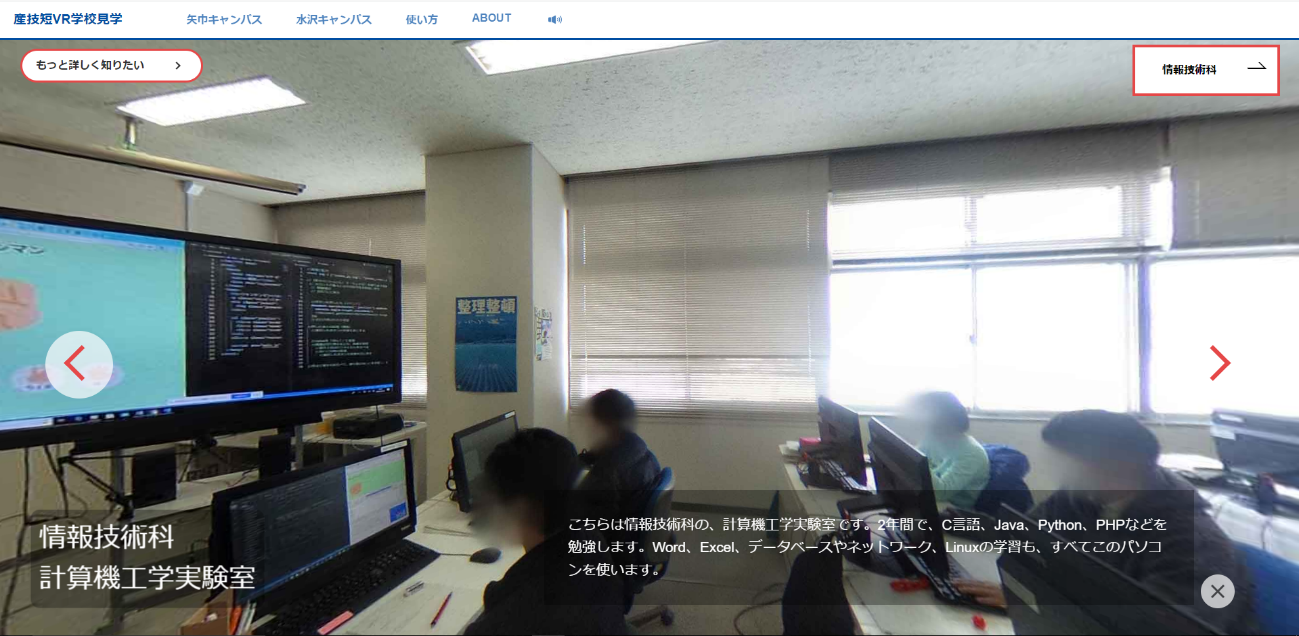 産技短VR学校見学
矢巾キャンパス
水沢キャンパス
使い方
ABOUT
もっと詳しく知りたい
情報技術科
整理整頓
情報技術科
計算機工学実験室
こちらは情報技術科の、計算機工学実験室です。2年間で、C言語、Java、Python、PHPなどを
勉強します。Word、Excel、データベースやネットワーク、Linuxの学習も、すべてこのパソコ
ンを使います。